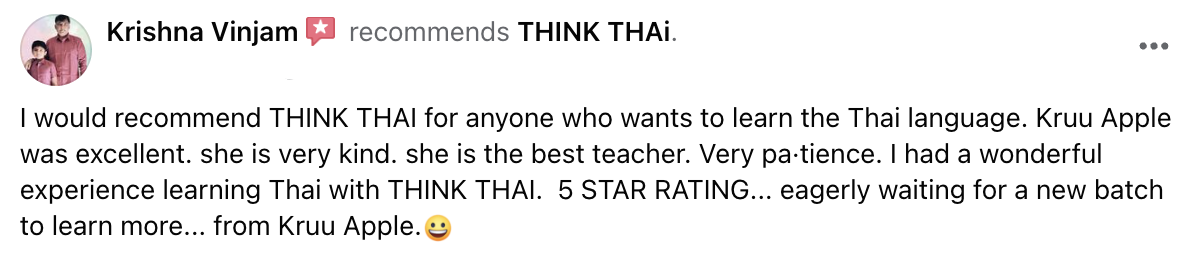 Krishna Vinjam recommends THINK THAi.
I would recommend THINK THAI for anyone who wants to learn the Thai language. Kruu Apple
was excellent. she is very kind. she is the best teacher. Very pa·tience. I had a wonderful
experience learning Thai with THINK THAI.  5 STAR RATING... eagerly waiting for a new batch
to learn more... from Kruu Apple.😀